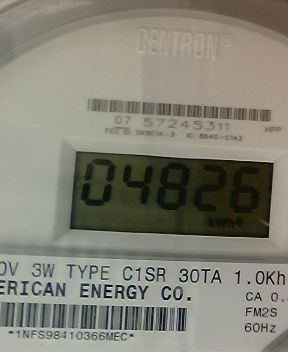 CENTRON®
07 57245311 HPP
04826
kWh
0V 3W TYPE C1SR 30TA 1.0Kh
ERICAN ENERGY CO. CA 0.
FM2S
60Hz
*1NFS98410366MEC*